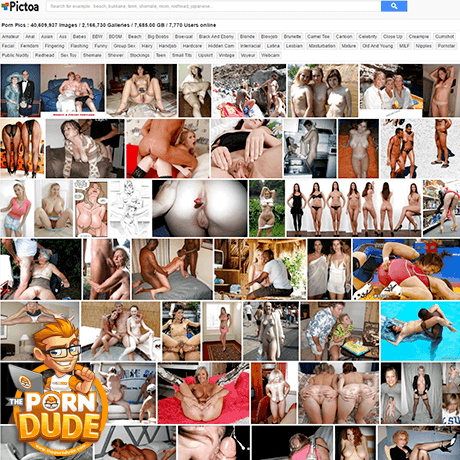 Pictoa
Search for example : beach, business, teen, shemale, mom, redhead, japanese...
Porn Pics : 40,609,937 Images / 2,166,730 Galleries / 7,685.00 GB / 7,770 Users online
Amateur Anal Asian Ass Babes BBW BDSM Beach Big Boobs Bisexual Black And Ebony Blonde Blowjob Brunette Camel Toe Cartoon Celebrity Close Up Creampie Cumshot
Face Femdom Fingering Flashing Funny Group Sex Hairy Handjob Hardcore Hidden Cam Interracial Latina Lesbian Masturbation Mature Old And Young MILF Nipples Pornstar
Public Nudity Redhead Sex Toy Shemale Shower Stockings Teen Small Tits Upskirt Vintage Voyeur Webcam
THE
PORN
DUDE